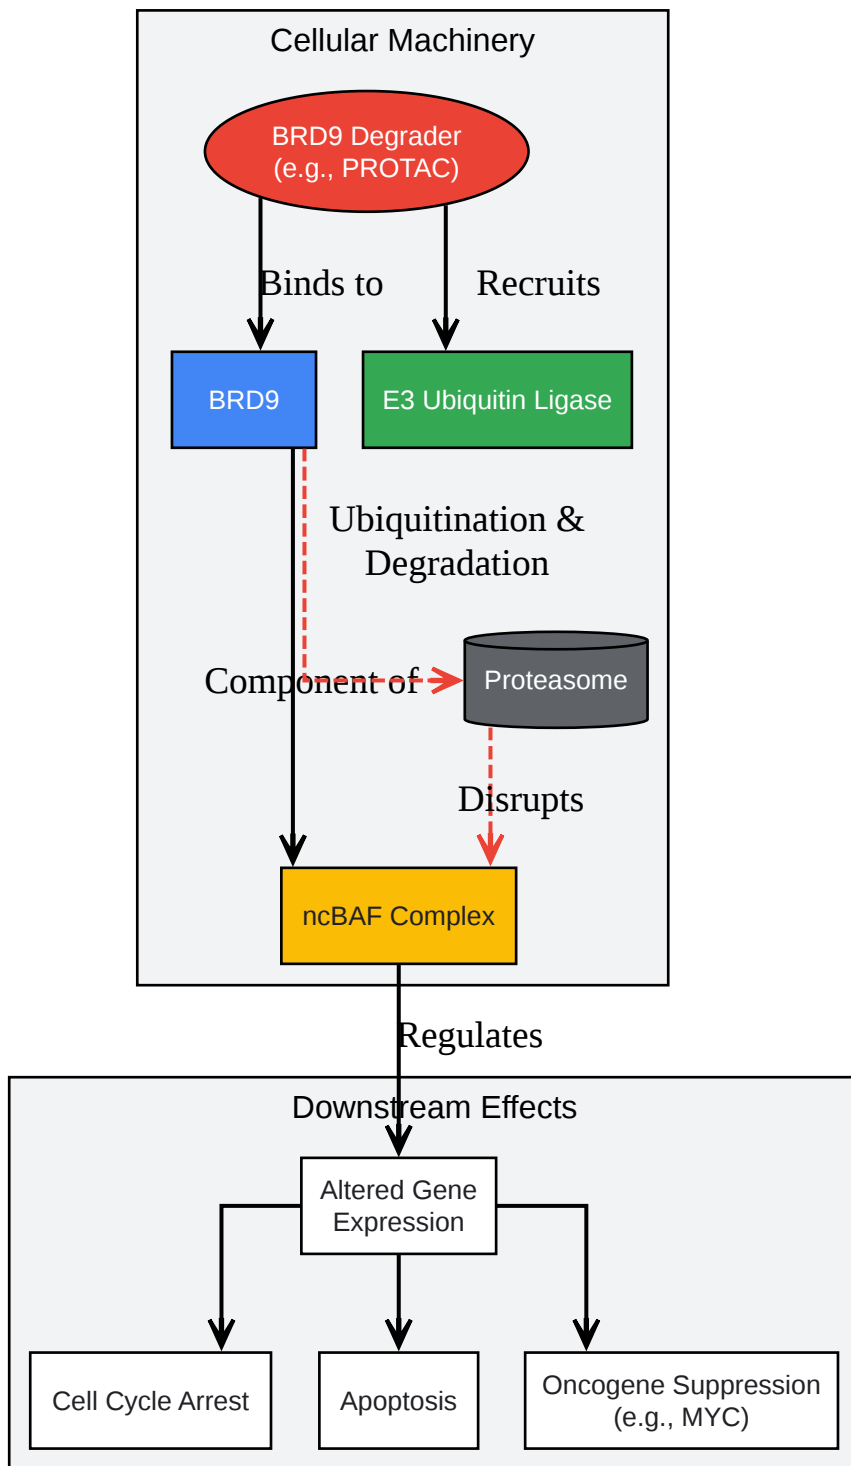 Cellular Machinery
BRD9 Degrader
(e.g., PROTAC)
Binds to
Recruits
BRD9
E3 Ubiquitin Ligase
Ubiquitination &
Degradation
Component of
Proteasome
Disrupts
ncBAF Complex
Regulates
Downstream Effects
Altered Gene
Expression
Cell Cycle Arrest
Apoptosis
Oncogene Suppression
(e.g., MYC)